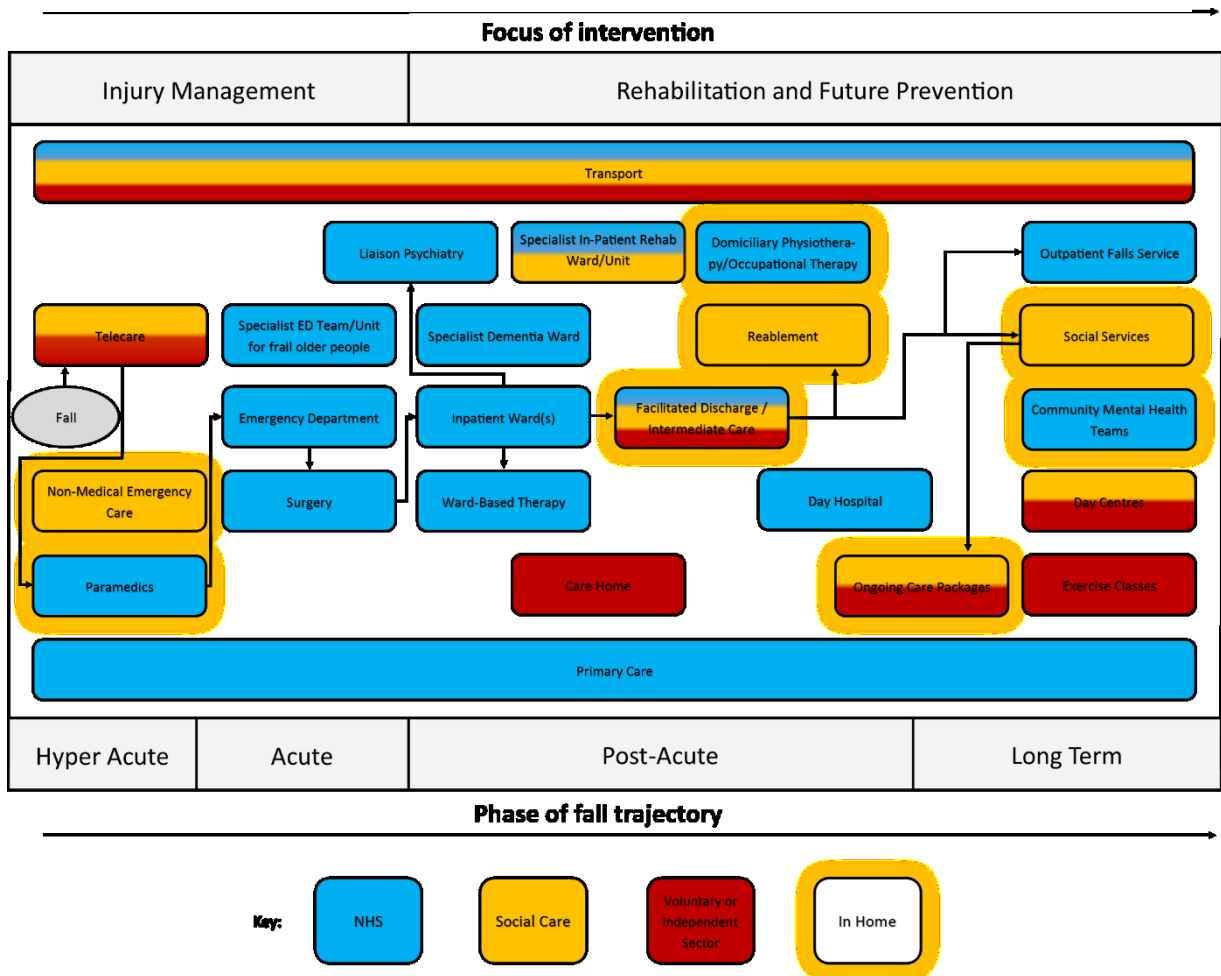 Focus of intervention
Injury Management
Rehabilitation and Future Prevention
Transport
Liaison Psychiatry
Specialist In-Patient Rehab
Ward/Unit
Domiciliary Physiothera-
py/Occupational Therapy
Outpatient Falls Service
Telecare
Specialist ED Team/Unit
for frail older people
Specialist Dementia Ward
Reablement
Social Services
Fall
Emergency Department
Inpatient Ward(s)
Facilitated Discharge /
Intermediate Care
Community Mental Health
Teams
Non-Medical Emergency
Care
Surgery
Ward-Based Therapy
Day Hospital
Day Centres
Paramedics
Care Home
Ongoing Care Packages
Exercise Classes
Primary Care
Hyper Acute
Acute
Post-Acute
Long Term
Phase of fall trajectory
Key:
NHS
Social Care
Voluntary or
Independent
Sector
In Home